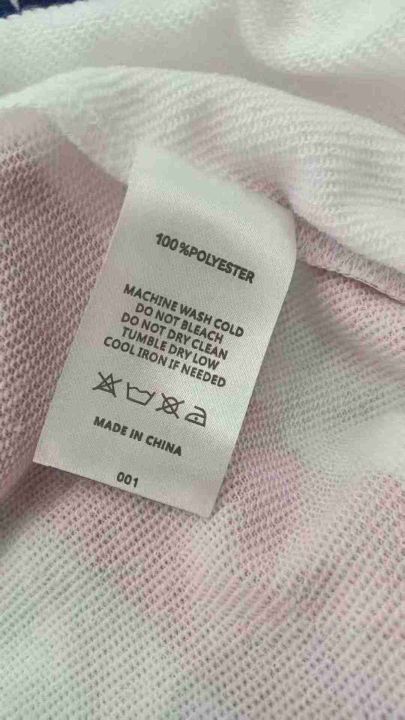 100%POLYESTER
MACHINE WASH COLD
DO NOT BLEACH
DO NOT DRY CLEAN
TUMBLE DRY LOW
COOL IRON IF NEEDED
MADE IN CHINA
001